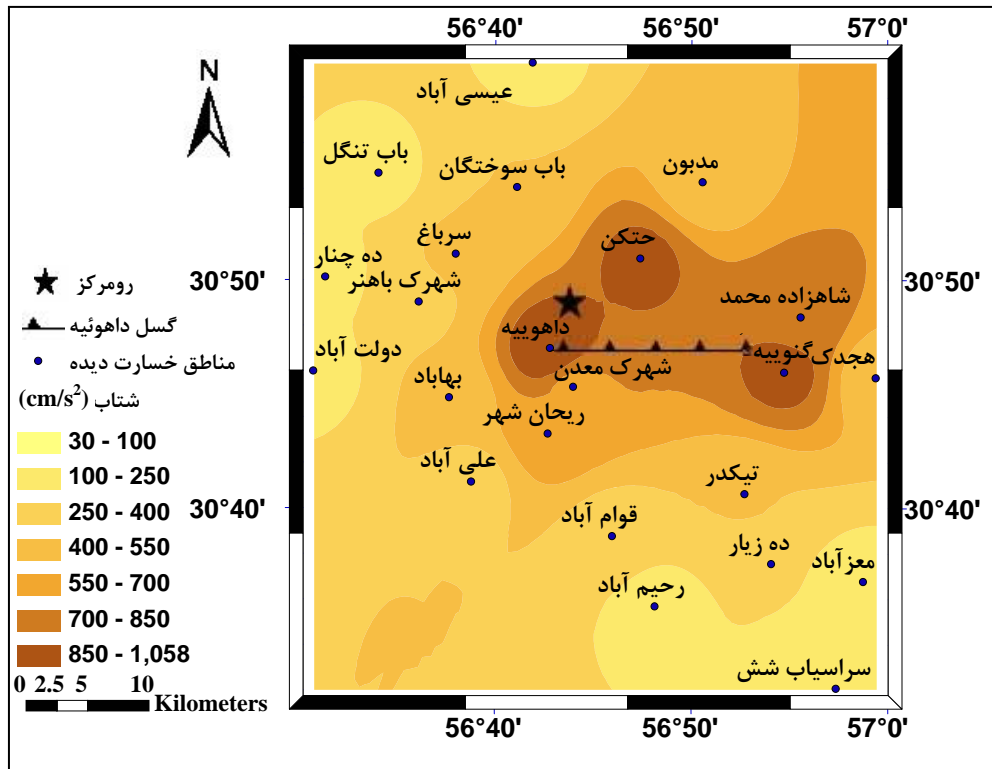 56°40' 56°50' 57°0'
N
عیسی آباد
باب تنگل
باب سوختگان
مدبون
سرباغ
حتکن
ده چنار
30°50' 30°50'
شهرک باهنر
شاهزاده محمد
رومرکز
داهوییه
گسل داهوئیه
دولت آباد
شهرک معدن
گنوییه
هجدک
مناطق خسارت دیده
بهاباد
شتاب (cm/s²)
ریحان شهر
30 - 100
علی آباد
تیکدر
100 - 250
30°40' 30°40'
250 - 400
قوام آباد
400 - 550
ده زیار
معزآباد
550 - 700
رحیم آباد
700 - 850
850 - 1,058
سراسیاب شش
0 2.5 5 10
Kilometers
56°40' 56°50' 57°0'